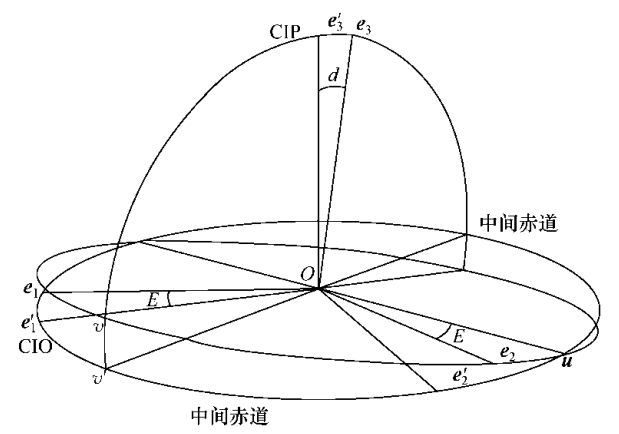 CIP e′₃ e₃
d
中间赤道
O
e₁ E
e′₁ v E e₂
CIO e′₂ u
v
中间赤道